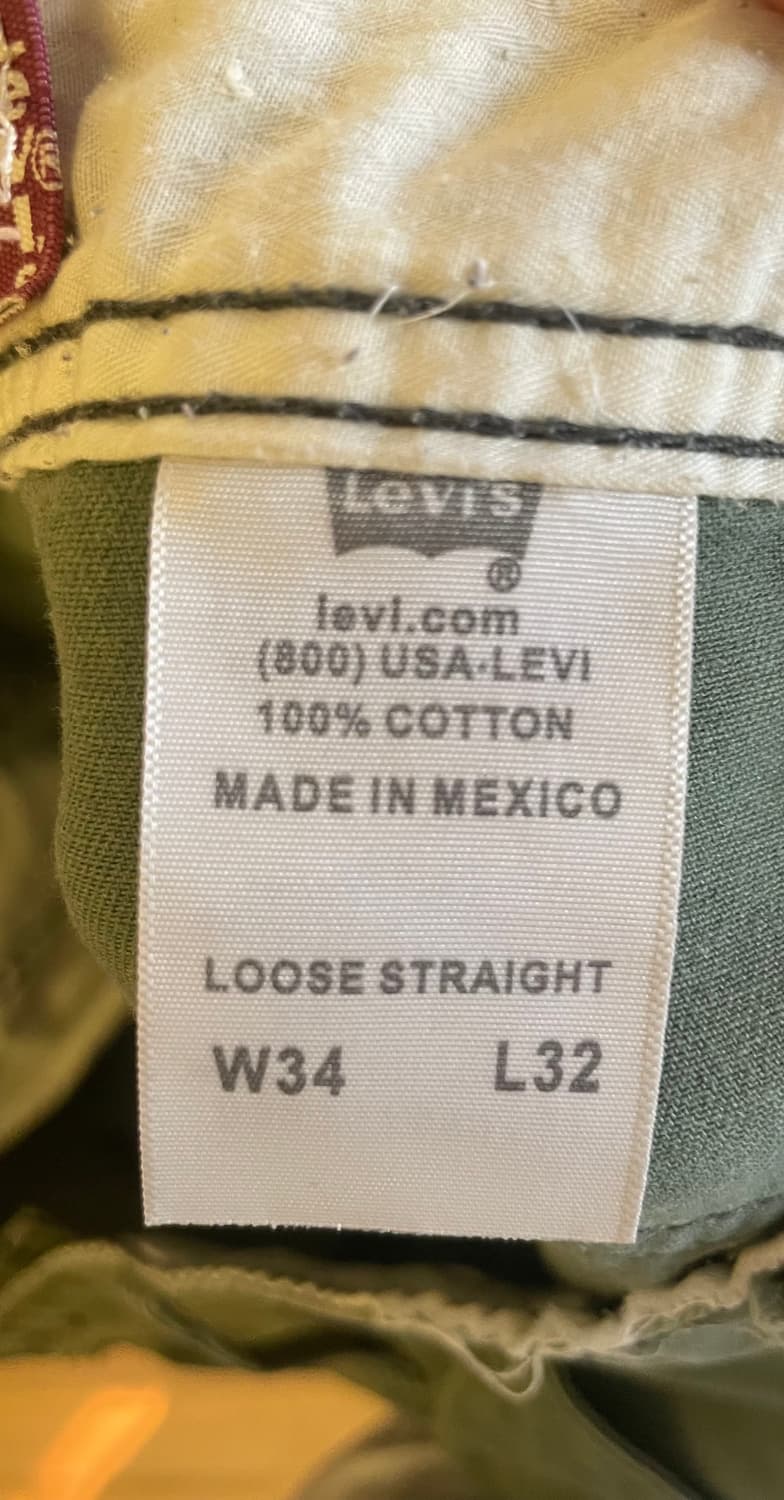 Levi's
®
levi.com
(800) USA-LEVI
100% COTTON
MADE IN MEXICO
LOOSE STRAIGHT
W34 L32